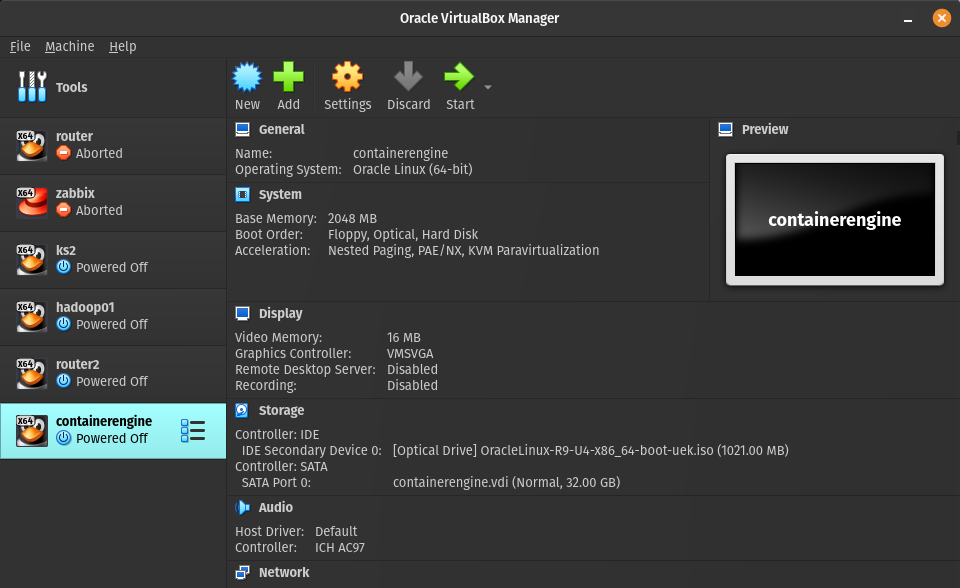 Oracle VirtualBox Manager
File Machine Help
Tools
New Add Settings Discard Start
X64
router
Aborted
X64
zabbix
Aborted
X64
ks2
Powered Off
X64
hadoop01
Powered Off
X64
router2
Powered Off
X64
containerengine
Powered Off
General
Name: containerengine
Operating System: Oracle Linux (64-bit)
System
Base Memory: 2048 MB
Boot Order: Floppy, Optical, Hard Disk
Acceleration: Nested Paging, PAE/NX, KVM Paravirtualization
Preview
containerengine
Display
Video Memory: 16 MB
Graphics Controller: VMSVGA
Remote Desktop Server: Disabled
Recording: Disabled
Storage
Controller: IDE
IDE Secondary Device 0: [Optical Drive] OracleLinux-R9-U4-x86_64-boot-uek.iso (1021.00 MB)
Controller: SATA
SATA Port 0: containerengine.vdi (Normal, 32.00 GB)
Audio
Host Driver: Default
Controller: ICH AC97
Network